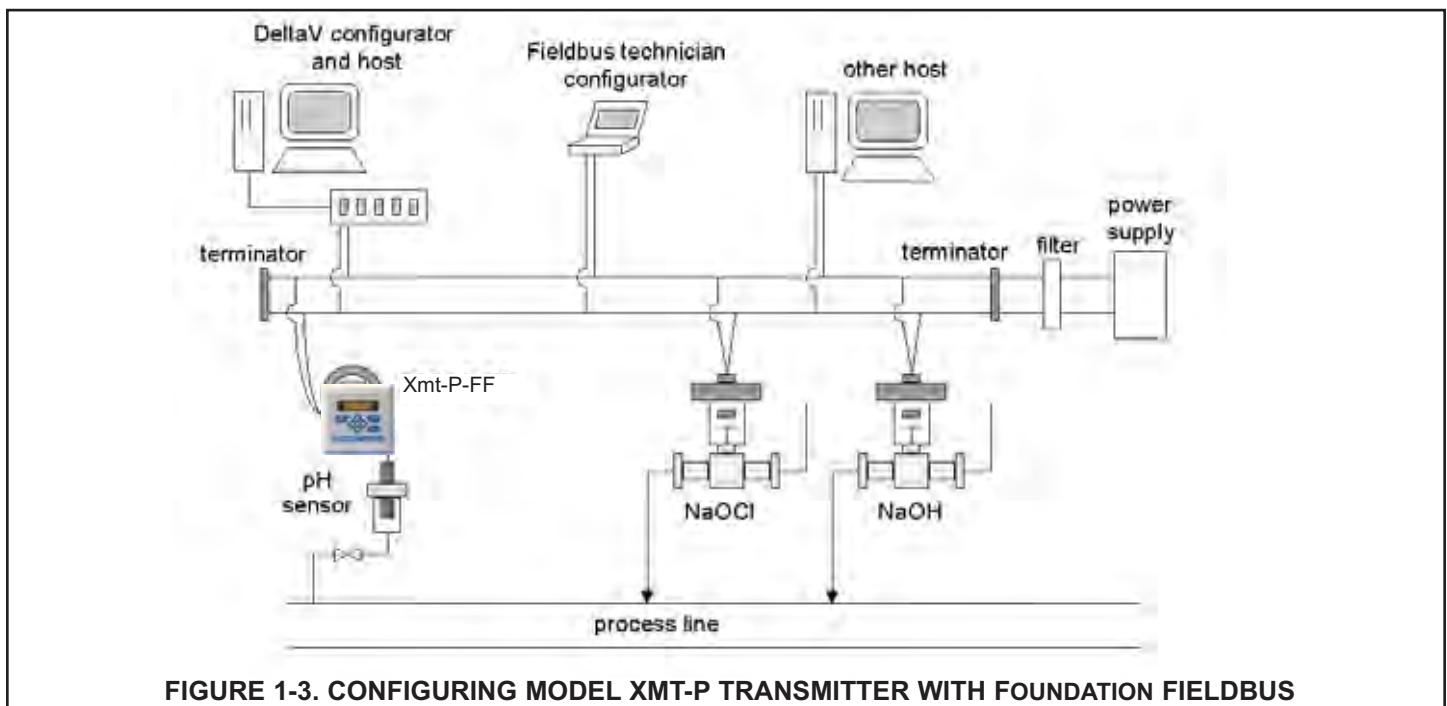 DeltaV configurator
and host
Fieldbus technician
configurator
other host
power
supply
terminator
terminator
filter
Xmt-P-FF
pH
sensor
NaOCl
NaOH
process line
FIGURE 1-3. CONFIGURING MODEL XMT-P TRANSMITTER WITH FOUNDATION FIELDBUS